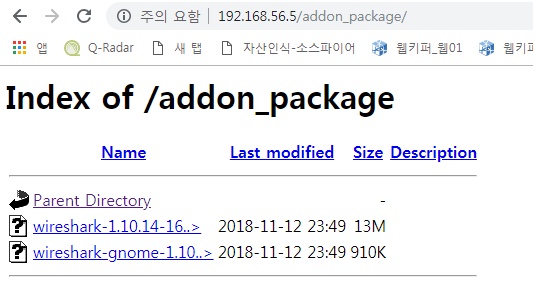 주의 요함 | 192.168.56.5/addon_package/
앱 Q-Radar 새 탭 자산인식-소스파이어 웹키퍼_웹01 웹키퍼
Index of /addon_package
Name Last modified Size Description
Parent Directory -
wireshark-1.10.14-16..> 2018-11-12 23:49 13M
wireshark-gnome-1.10..> 2018-11-12 23:49 910K